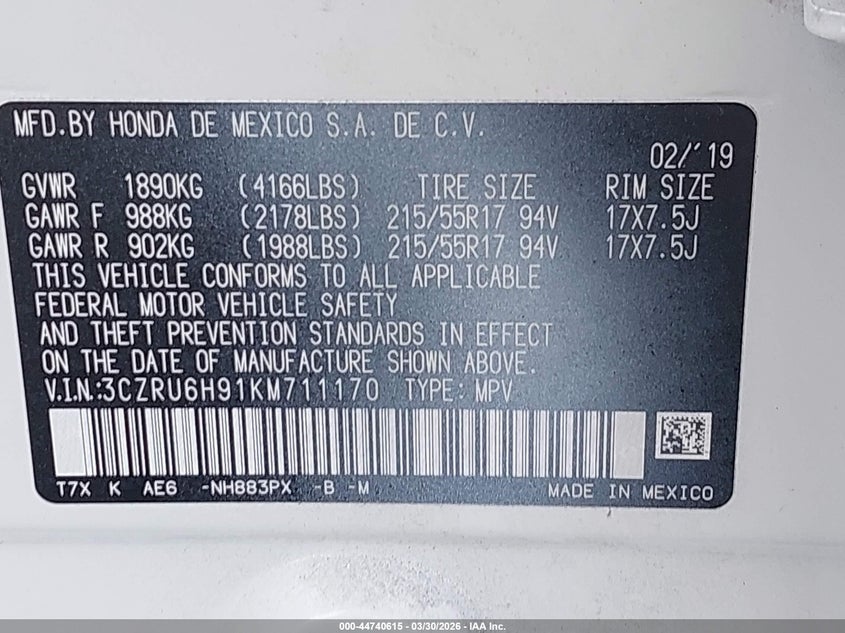 MFD.BY HONDA DE MEXICO S.A. DE C.V.
02/'19
GVWR 1890KG (4166LBS) TIRE SIZE RIM SIZE
GAWR F 988KG (2178LBS) 215/55R17 94V 17X7.5J
GAWR R 902KG (1988LBS) 215/55R17 94V 17X7.5J
THIS VEHICLE CONFORMS TO ALL APPLICABLE
FEDERAL MOTOR VEHICLE SAFETY
AND THEFT PREVENTION STANDARDS IN EFFECT
ON THE DATE OF MANUFACTURE SHOWN ABOVE.
V.I.N.:3CZRU6H91KM711170 TYPE: MPV
T7X K AE6 -NH883PX -B -M MADE IN MEXICO
000-44740615 - 03/30/2026 - IAA Inc.